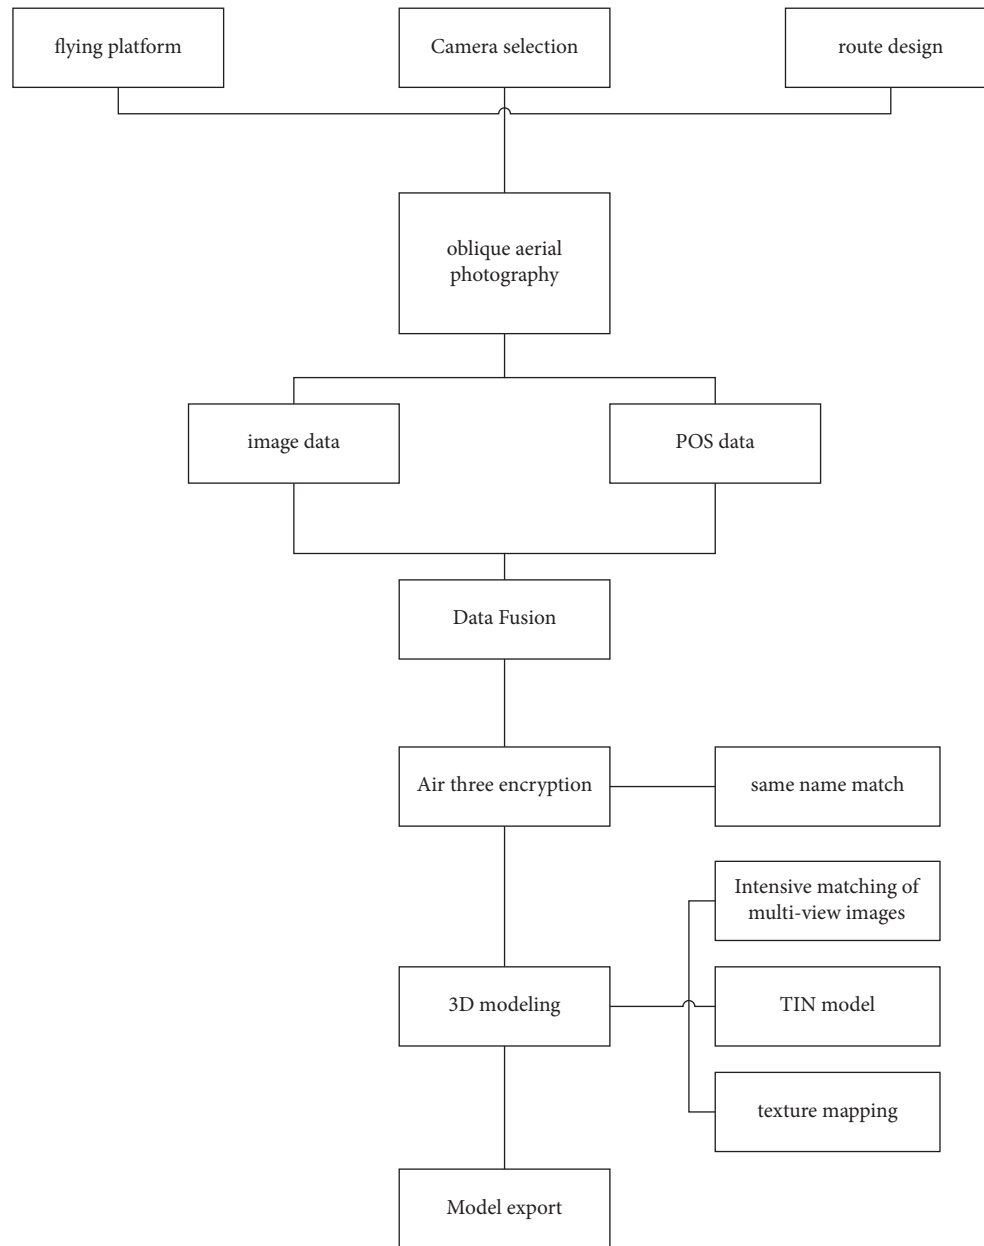 flying platform
Camera selection
route design
oblique aerial
photography
image data
POS data
Data Fusion
Air three encryption
same name match
Intensive matching of
multi-view images
3D modeling
TIN model
texture mapping
Model export